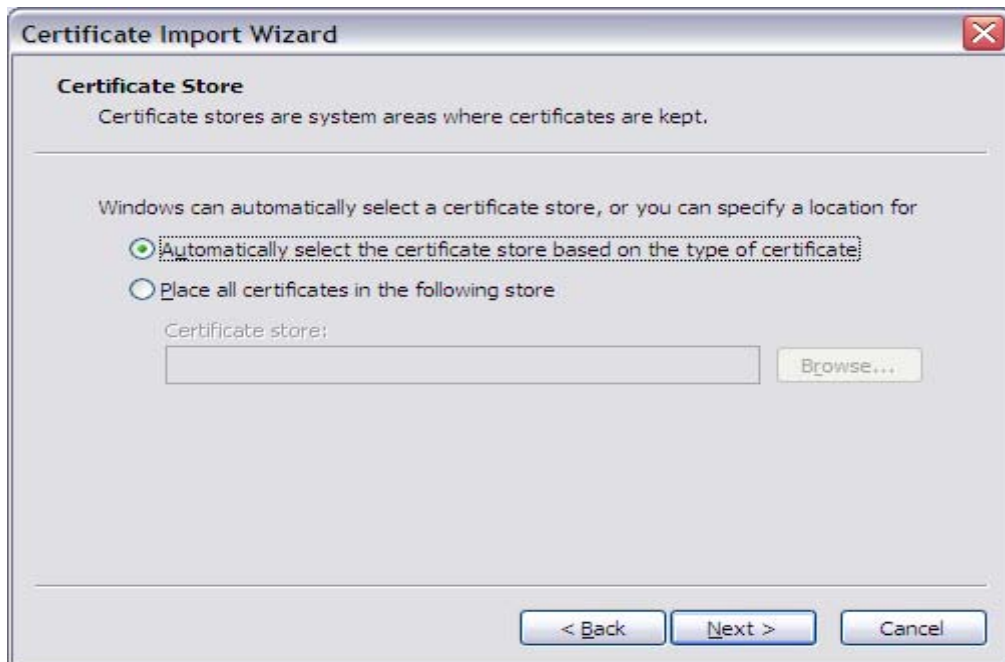 Certificate Import Wizard
Certificate Store
Certificate stores are system areas where certificates are kept.
Windows can automatically select a certificate store, or you can specify a location for
Automatically select the certificate store based on the type of certificate
Place all certificates in the following store
Certificate store:
Browse...
< Back
Next >
Cancel